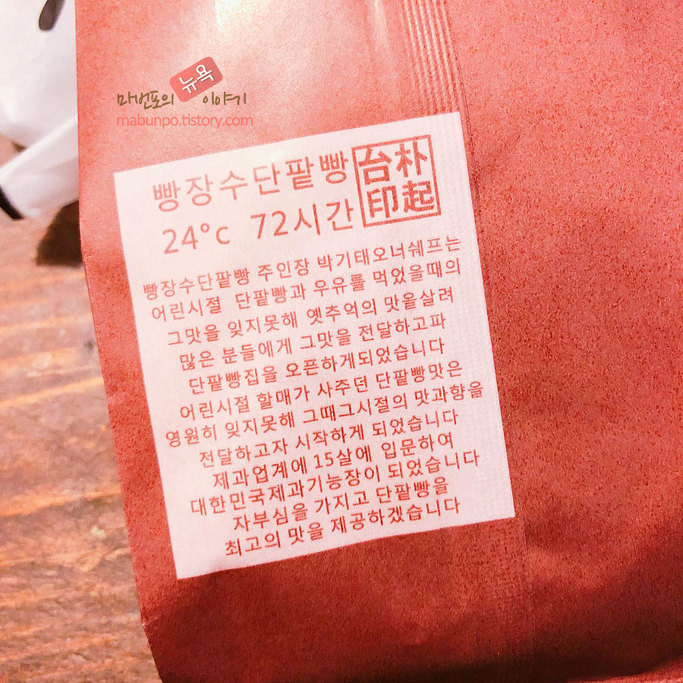 마번포의 뉴욕 이야기
mabunpo.tistory.com
빵장수단팥빵
24°c 72시간
朴起台印
빵장수단팥빵 주인장 박기태오너쉐프는
어린시절 단팥빵과 우유를 먹었을때의
그맛을 잊지못해 옛추억의 맛을살려
많은 분들에게 그맛을 전달하고파
단팥빵집을 오픈하게되었습니다
어린시절 할매가 사주던 단팥빵맛은
영원히 잊지못해 그때그시절의 맛과향을
전달하고자 시작하게 되었습니다
제과업계에 15살에 입문하여
대한민국제과기능장이 되었습니다
자부심을 가지고 단팥빵을
최고의 맛을 제공하겠습니다